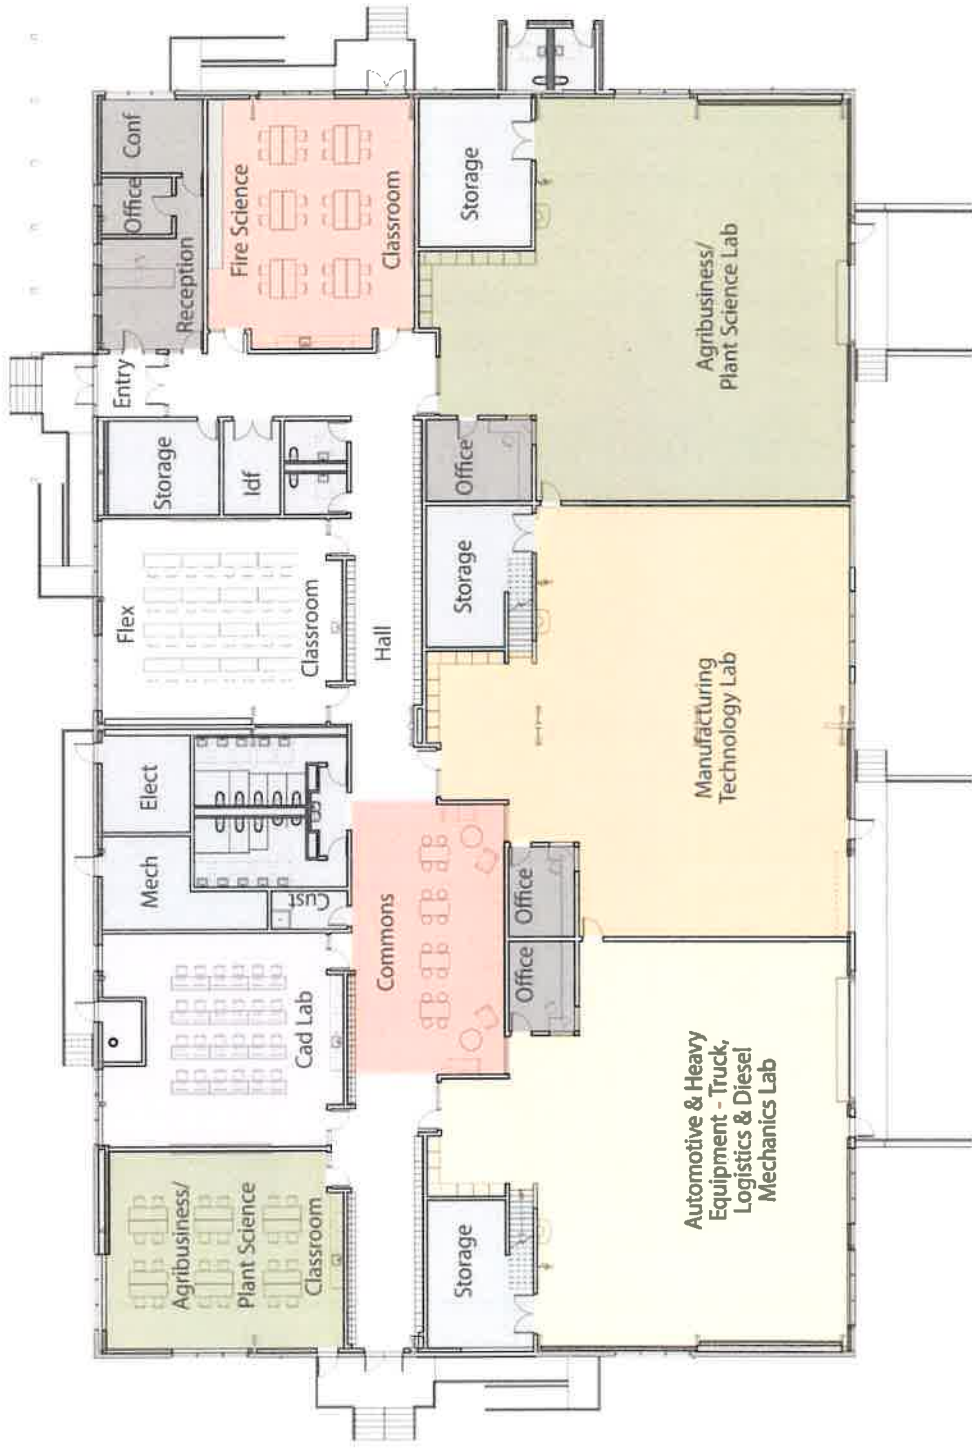 Agribusiness/
Plant Science
Classroom
Cad Lab
Mech
Elect
Cust
Flex
Classroom
Storage
Idf
Entry
Reception
Office
Conf
Fire Science
Classroom
Commons
Hall
Storage
Office
Office
Storage
Office
Storage
Automotive & Heavy
Equipment - Truck,
Logistics & Diesel
Mechanics Lab
Manufacturing
Technology Lab
Agribusiness/
Plant Science Lab